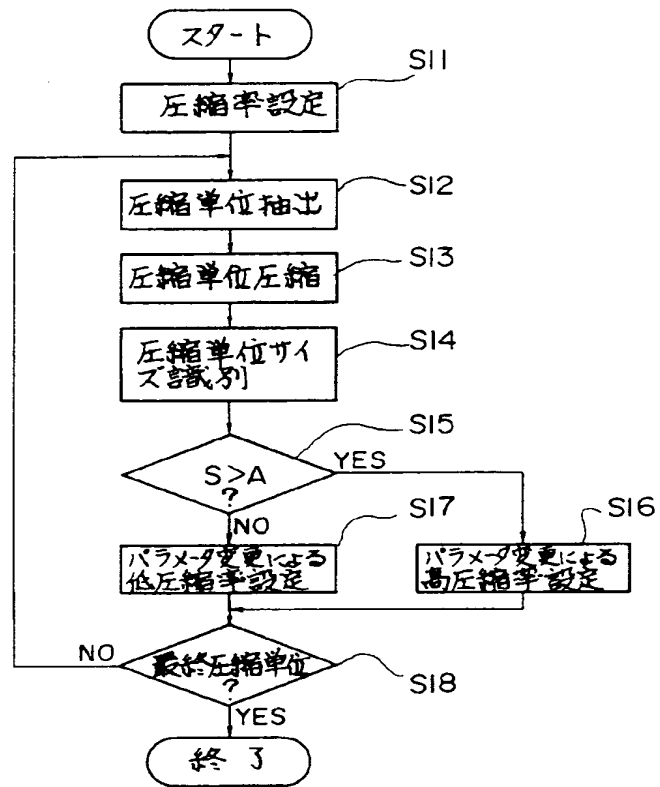 スタート
S11
圧縮率設定
S12
圧縮単位抽出
S13
圧縮単位圧縮
S14
圧縮単位サイ
ズ識別
S15
S>A
?
YES
NO
S17
パラメータ変更による
低圧縮率設定
S16
パラメータ変更による
高圧縮率設定
NO
最終圧縮単位
?
S18
YES
終了